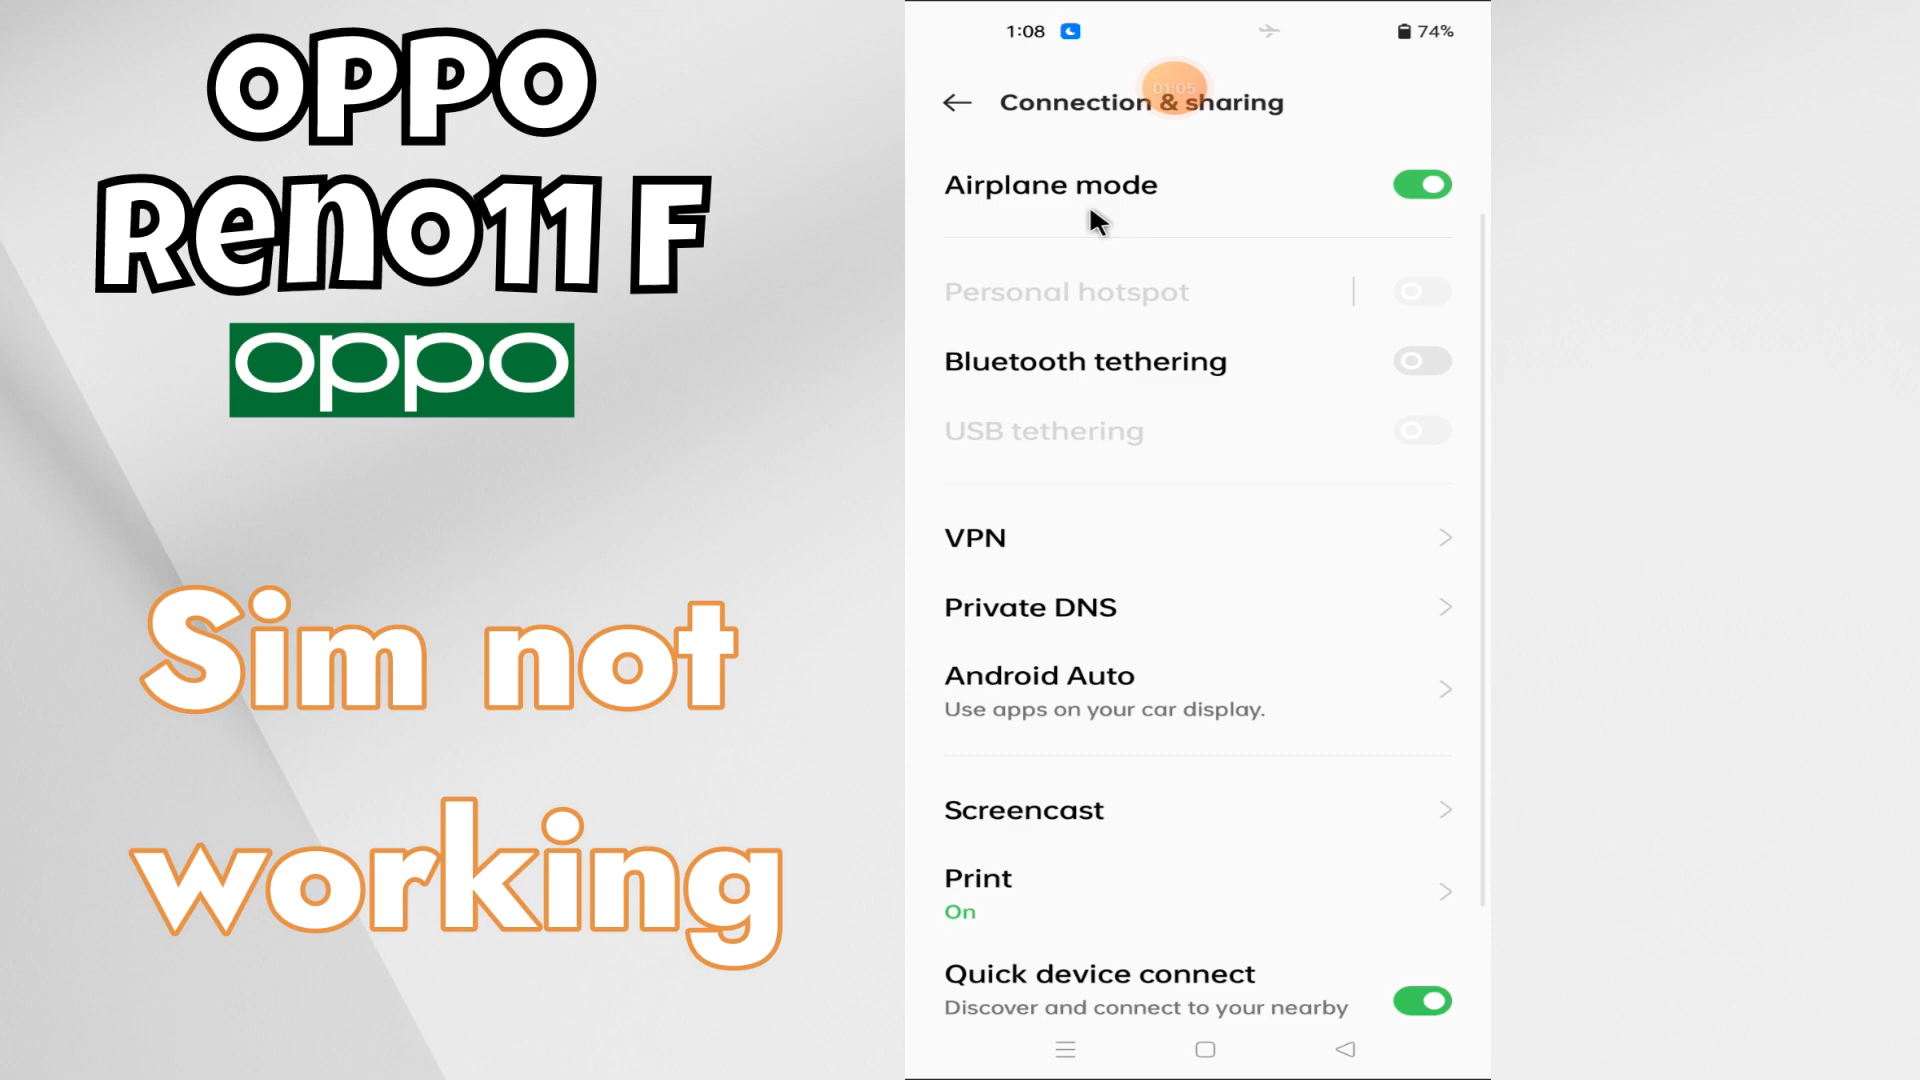 OPPO
Reno11 F
oppo
Sim not
working
1:08
74%
01:05
Connection & sharing
Airplane mode
Personal hotspot
Bluetooth tethering
USB tethering
VPN
Private DNS
Android Auto
Use apps on your car display.
Screencast
Print
On
Quick device connect
Discover and connect to your nearby